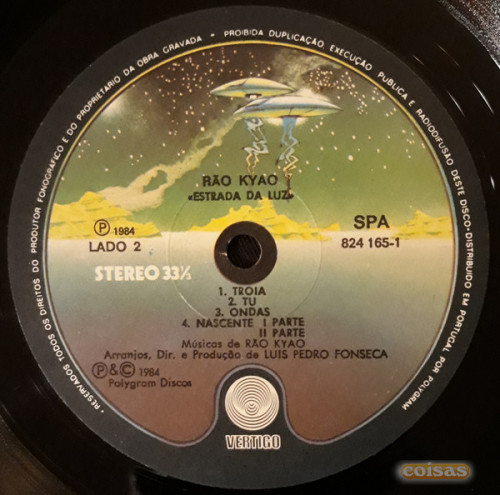 • RESERVADOS TODOS OS DIREITOS DO PRODUTOR FONOGRÁFICO E DO PROPRIETÁRIO DA OBRA GRAVADA • PROIBIDA DUPLICAÇÃO, EXECUÇÃO PUBLICA E RADIODIFUSÃO DESTE DISCO • DISTRIBUIDO EM PORTUGAL POR POLYGRAM
RÃO KYAO
«ESTRADA DA LUZ»
Ⓟ 1984
LADO 2
SPA
824 165-1
STEREO 33⅓
1. TROIA
2. TU
3. ONDAS
4. NASCENTE I PARTE
II PARTE
Músicas de RÃO KYAO
Arranjos, Dir. e Produção de LUIS PEDRO FONSECA
Ⓟ&© 1984
Polygram Discos
VERTIGO
coisas